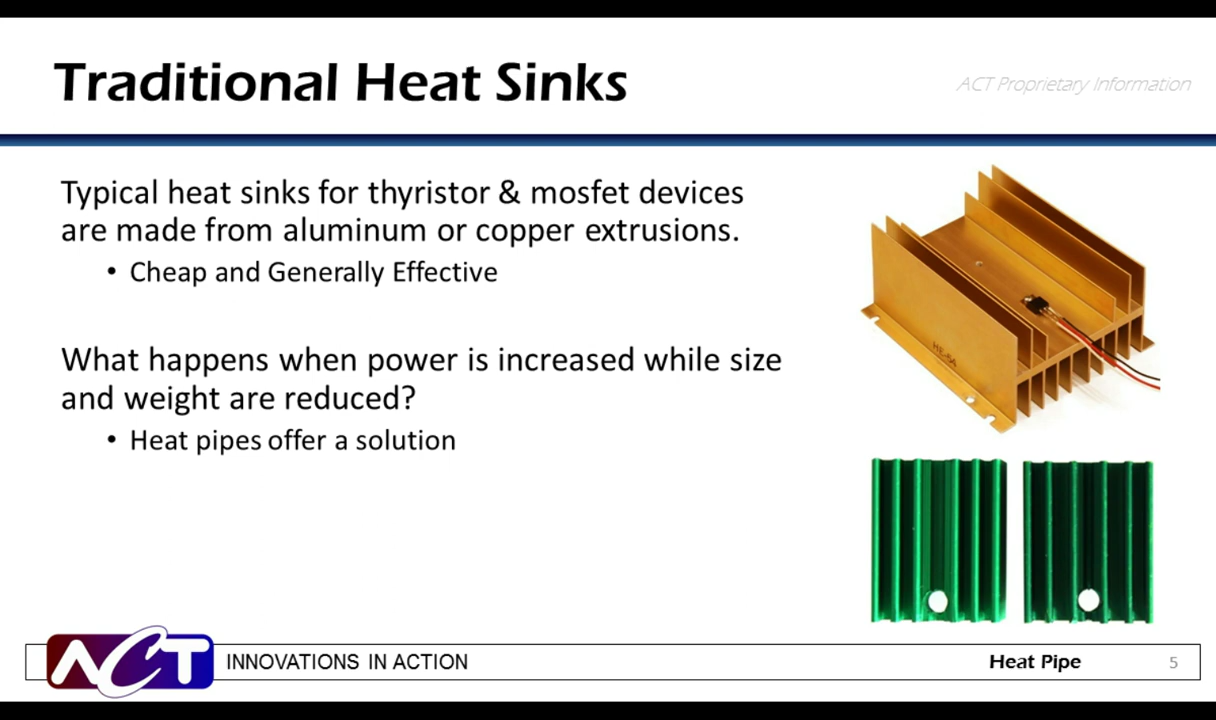 Traditional Heat Sinks
ACT Proprietary Information
Typical heat sinks for thyristor & mosfet devices
are made from aluminum or copper extrusions.
• Cheap and Generally Effective
What happens when power is increased while size
and weight are reduced?
• Heat pipes offer a solution
HE-54
ACT
INNOVATIONS IN ACTION
Heat Pipe
5